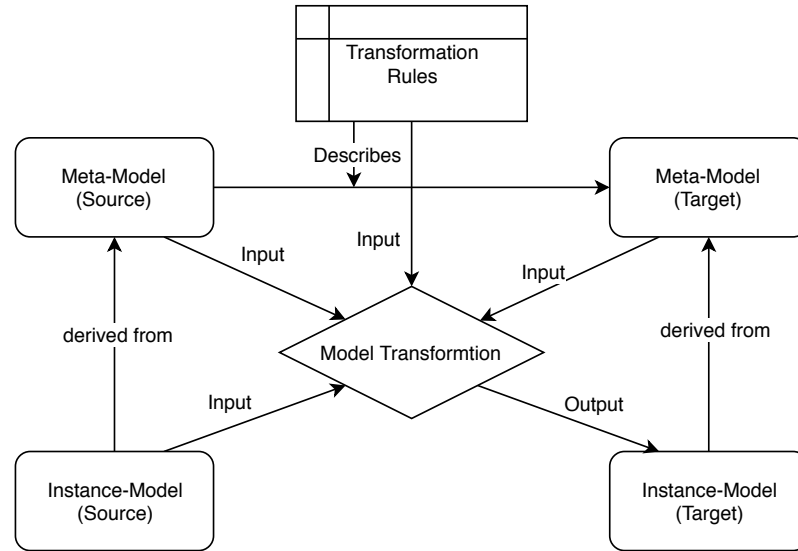 Transformation
Rules
Describes
Meta-Model
(Source)
Meta-Model
(Target)
Input
Input
Input
derived from
derived from
Model Transformtion
Input
Output
Instance-Model
(Source)
Instance-Model
(Target)